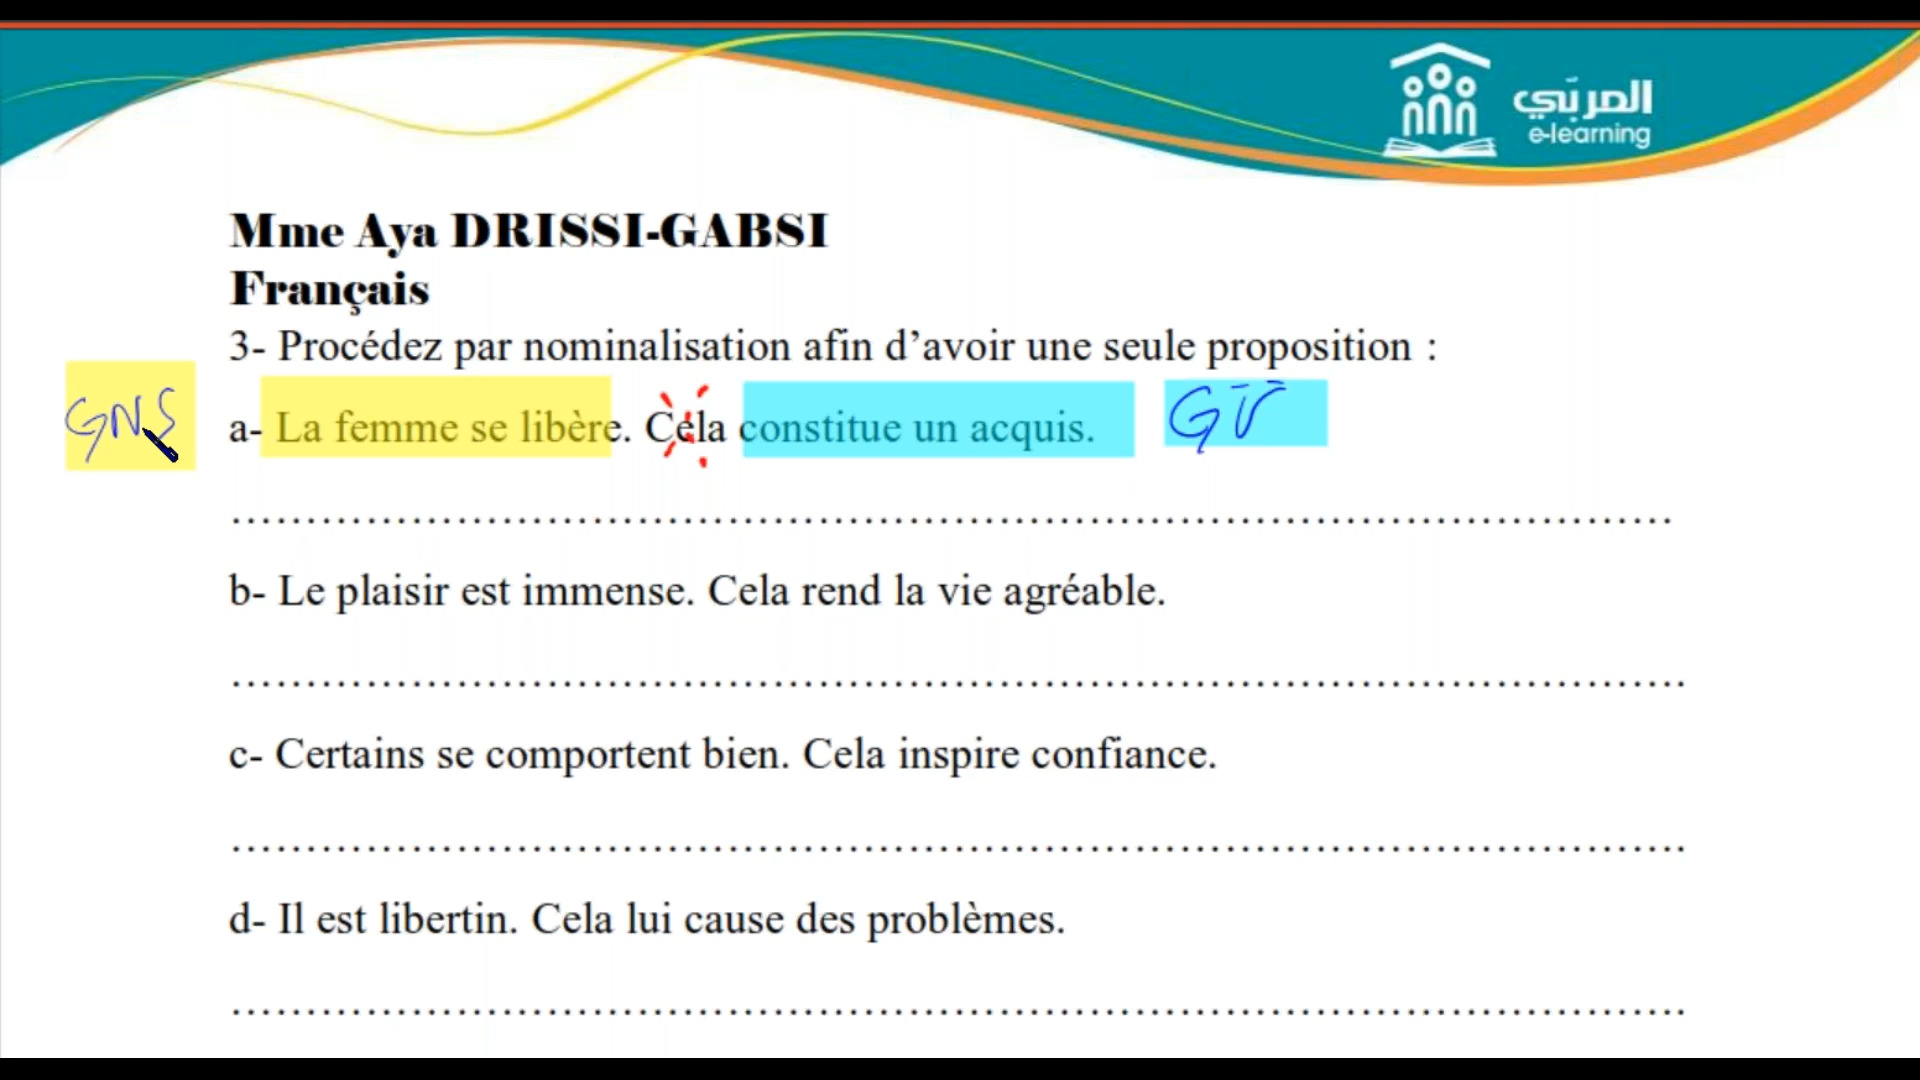 المربّي
e-learning
Mme Aya DRISSI-GABSI
Français
3- Procédez par nominalisation afin d’avoir une seule proposition :
GNS a- La femme se libère. Cela constitue un acquis. GV
……………………………………………………………………………………
b- Le plaisir est immense. Cela rend la vie agréable.
…………………………………………………………………………………….
c- Certains se comportent bien. Cela inspire confiance.
…………………………………………………………………………………….
d- Il est libertin. Cela lui cause des problèmes.
…………………………………………………………………………………….